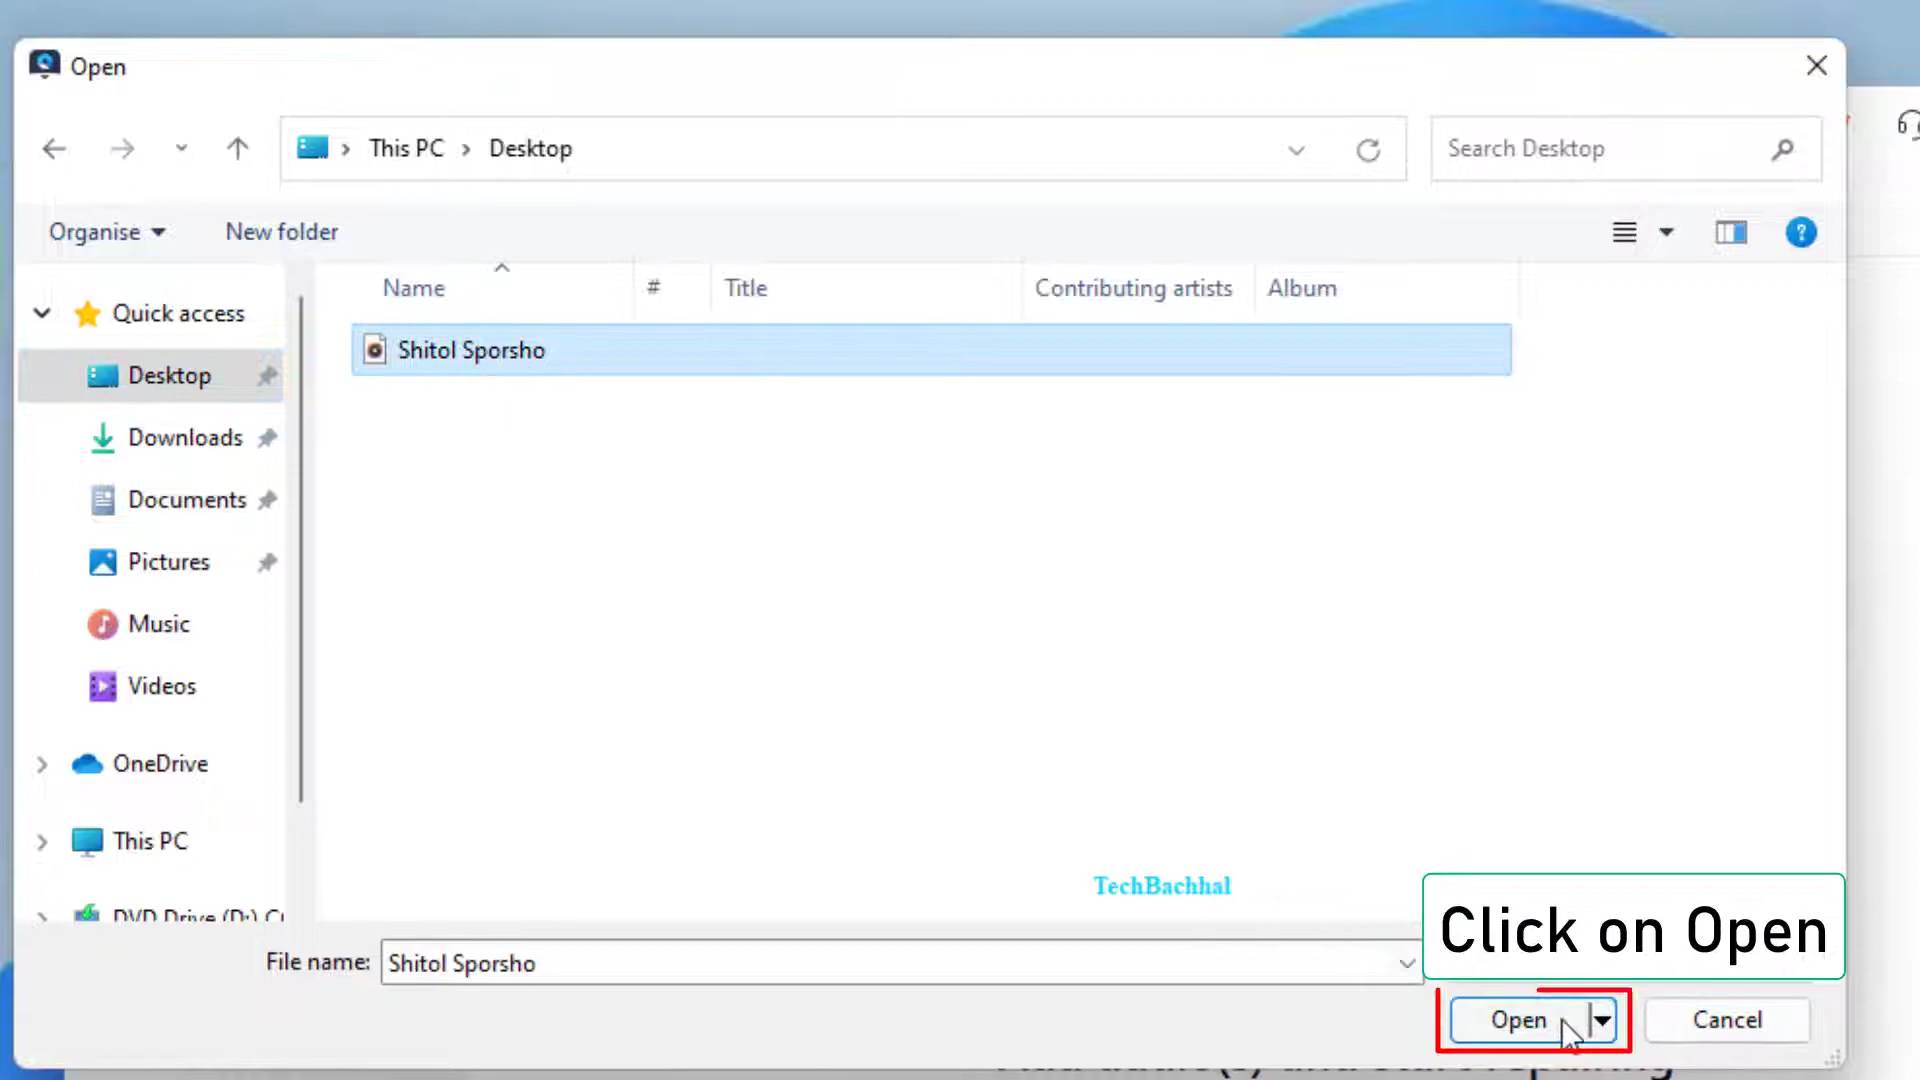 Open
This PC
Desktop
Search Desktop
Organise
New folder
Name
#
Title
Contributing artists
Album
Quick access
Desktop
Downloads
Documents
Pictures
Music
Videos
OneDrive
This PC
DVD Drive (D:)
Shitol Sporsho
TechBachhal
Click on Open
File name:
Shitol Sporsho
Open
Cancel